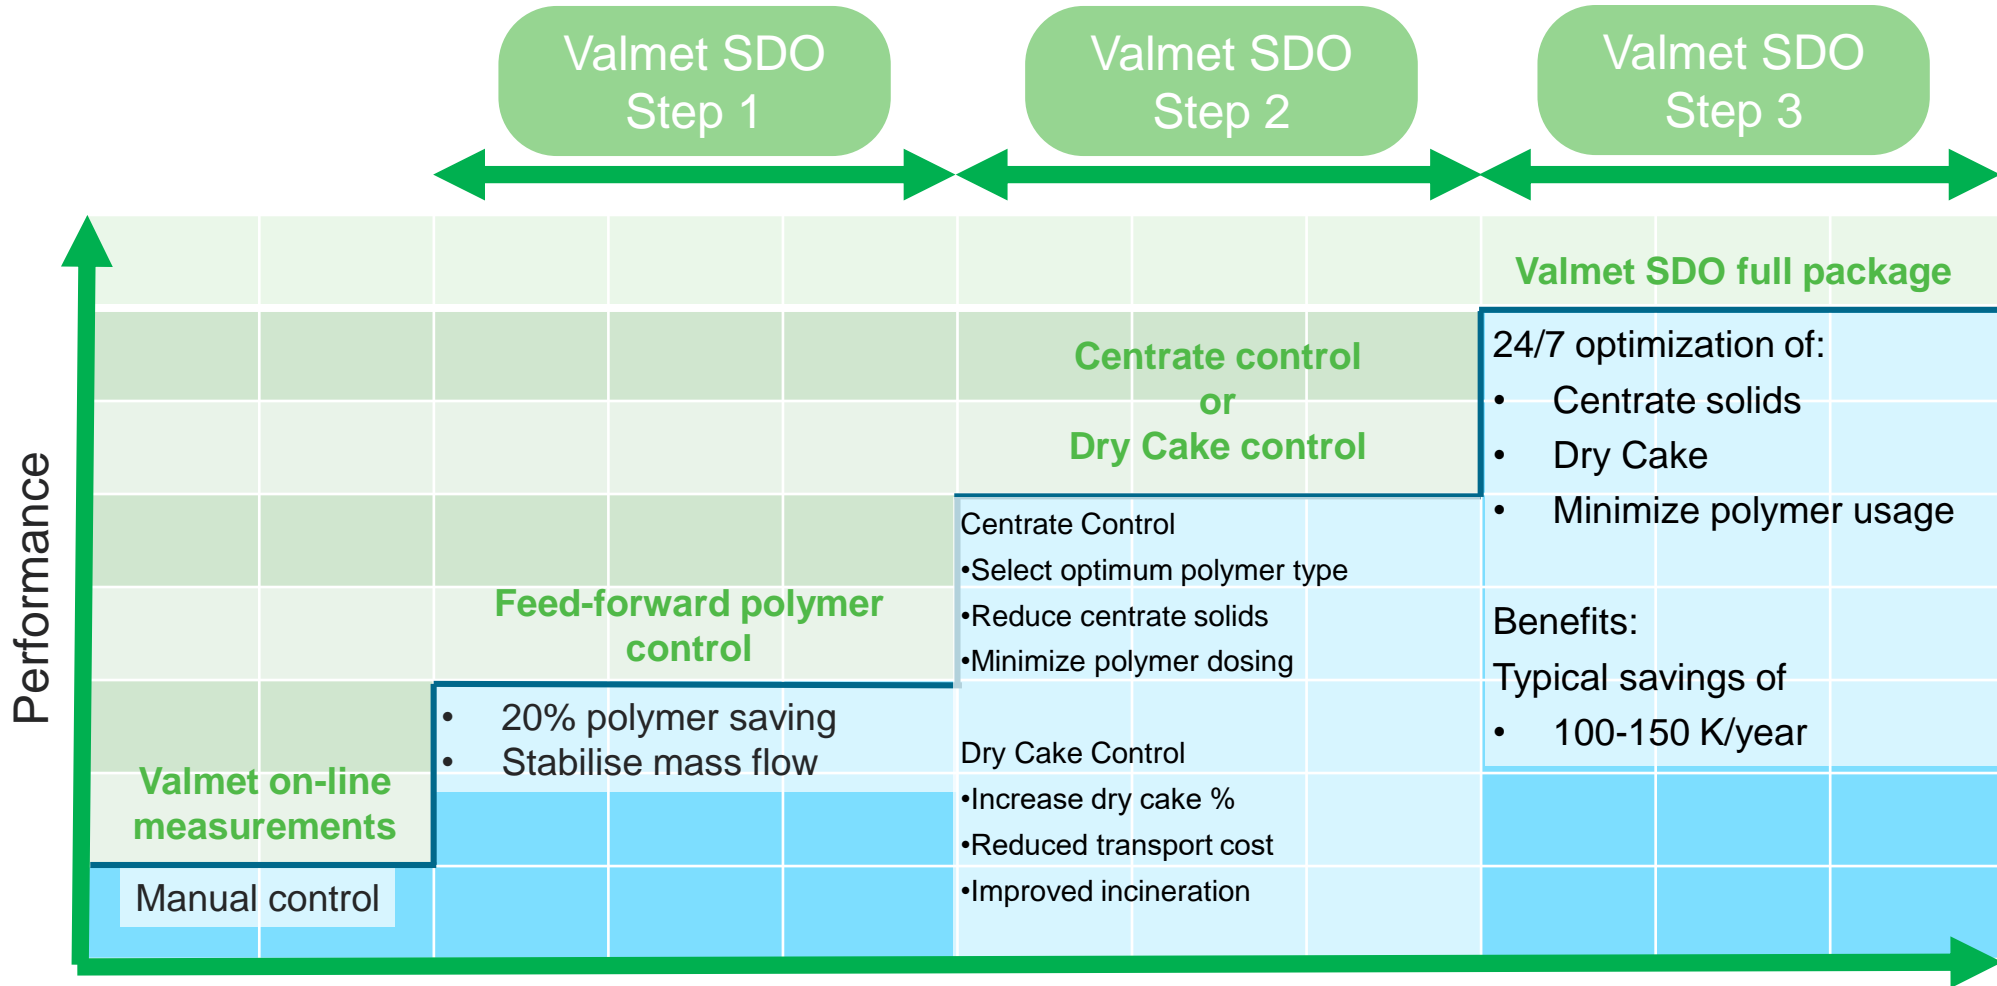 Valmet SDO
Step 1
Valmet SDO
Step 2
Valmet SDO
Step 3
Performance
Valmet on-line
measurements
Manual control
Feed-forward polymer
control
• 20% polymer saving
• Stabilise mass flow
Centrate control
or
Dry Cake control
Centrate Control
•Select optimum polymer type
•Reduce centrate solids
•Minimize polymer dosing
Dry Cake Control
•Increase dry cake %
•Reduced transport cost
•Improved incineration
Valmet SDO full package
24/7 optimization of:
• Centrate solids
• Dry Cake
• Minimize polymer usage
Benefits:
Typical savings of
• 100-150 K/year